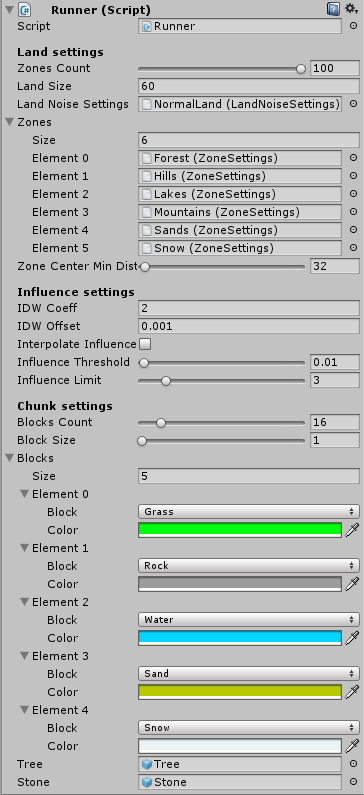 Runner (Script)
Script Runner
Land settings
Zones Count 100
Land Size 60
Land Noise Settings NormalLand (LandNoiseSettings)
Zones
Size 6
Element 0 Forest (ZoneSettings)
Element 1 Hills (ZoneSettings)
Element 2 Lakes (ZoneSettings)
Element 3 Mountains (ZoneSettings)
Element 4 Sands (ZoneSettings)
Element 5 Snow (ZoneSettings)
Zone Center Min Dist 32
Influence settings
IDW Coeff 2
IDW Offset 0.001
Interpolate Influence
Influence Threshold 0.01
Influence Limit 3
Chunk settings
Blocks Count 16
Block Size 1
Blocks
Size 5
Element 0
Block Grass
Color
Element 1
Block Rock
Color
Element 2
Block Water
Color
Element 3
Block Sand
Color
Element 4
Block Snow
Color
Tree Tree
Stone Stone